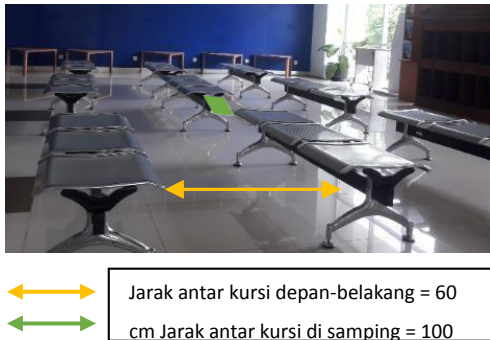 Jarak antar kursi depan-belakang = 60
cm Jarak antar kursi di samping = 100